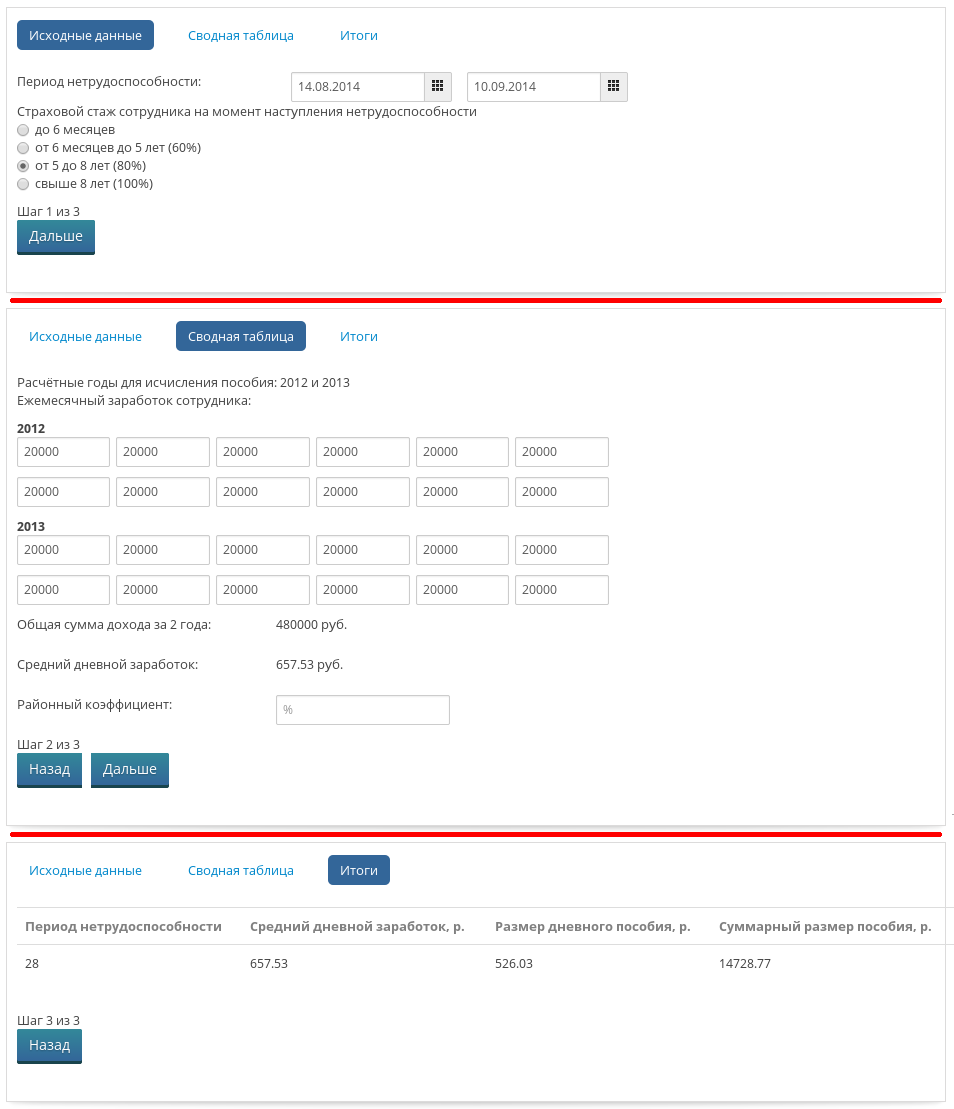 Исходные данные Сводная таблица Итоги
Период нетрудоспособности: 14.08.2014 10.09.2014
Страховой стаж сотрудника на момент наступления нетрудоспособности
до 6 месяцев
от 6 месяцев до 5 лет (60%)
от 5 до 8 лет (80%)
свыше 8 лет (100%)
Шаг 1 из 3
Дальше
Исходные данные Сводная таблица Итоги
Расчётные годы для исчисления пособия: 2012 и 2013
Ежемесячный заработок сотрудника:
2012
20000 20000 20000 20000 20000 20000
20000 20000 20000 20000 20000 20000
2013
20000 20000 20000 20000 20000 20000
20000 20000 20000 20000 20000 20000
Общая сумма дохода за 2 года: 480000 руб.
Средний дневной заработок: 657.53 руб.
Районный коэффициент: %
Шаг 2 из 3
Назад Дальше
Исходные данные Сводная таблица Итоги
Период нетрудоспособности Средний дневной заработок, р. Размер дневного пособия, р. Суммарный размер пособия, р.
28 657.53 526.03 14728.77
Шаг 3 из 3
Назад